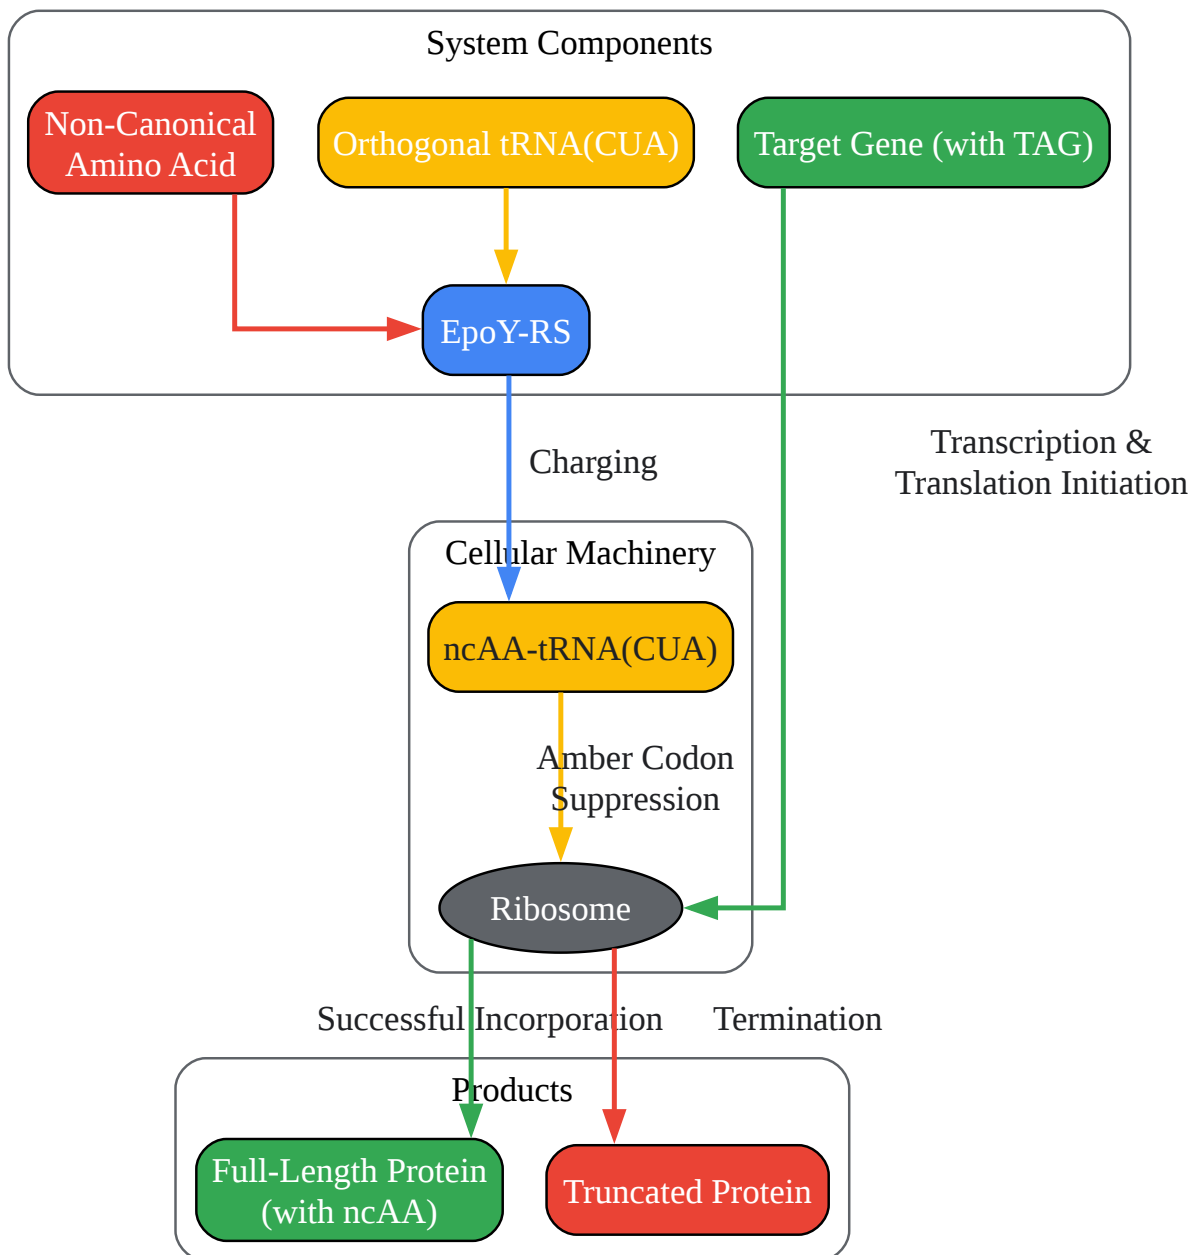 System Components
Non-Canonical
Amino Acid
Orthogonal tRNA(CUA)
Target Gene (with TAG)
EpoY-RS
Charging
Transcription &
Translation Initiation
Cellular Machinery
ncAA-tRNA(CUA)
Amber Codon
Suppression
Ribosome
Successful Incorporation
Termination
Products
Full-Length Protein
(with ncAA)
Truncated Protein